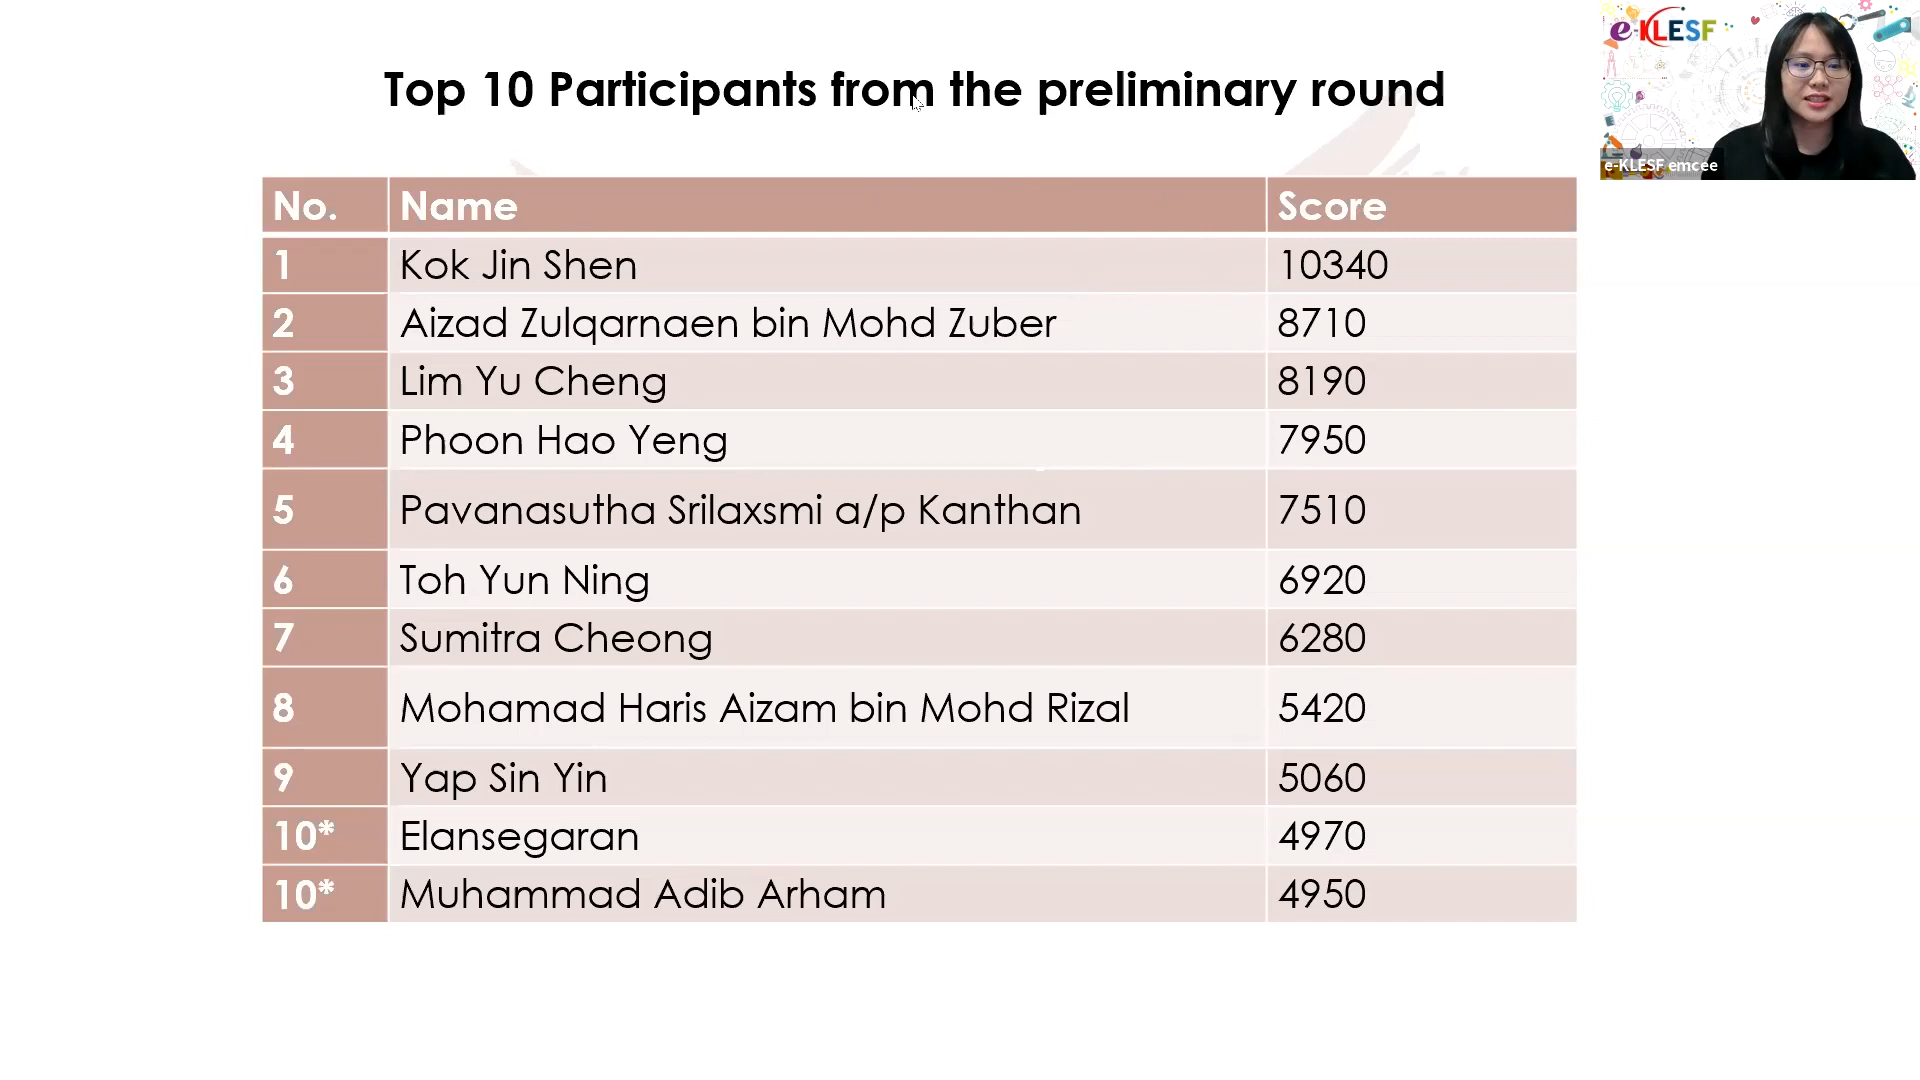 Top 10 Participants from the preliminary round
e-KLESF
e-KLESF emcee
No. Name Score
1 Kok Jin Shen 10340
2 Aizad Zulqarnaen bin Mohd Zuber 8710
3 Lim Yu Cheng 8190
4 Phoon Hao Yeng 7950
5 Pavanasutha Srilaxsmi a/p Kanthan 7510
6 Toh Yun Ning 6920
7 Sumitra Cheong 6280
8 Mohamad Haris Aizam bin Mohd Rizal 5420
9 Yap Sin Yin 5060
10* Elansegaran 4970
10* Muhammad Adib Arham 4950